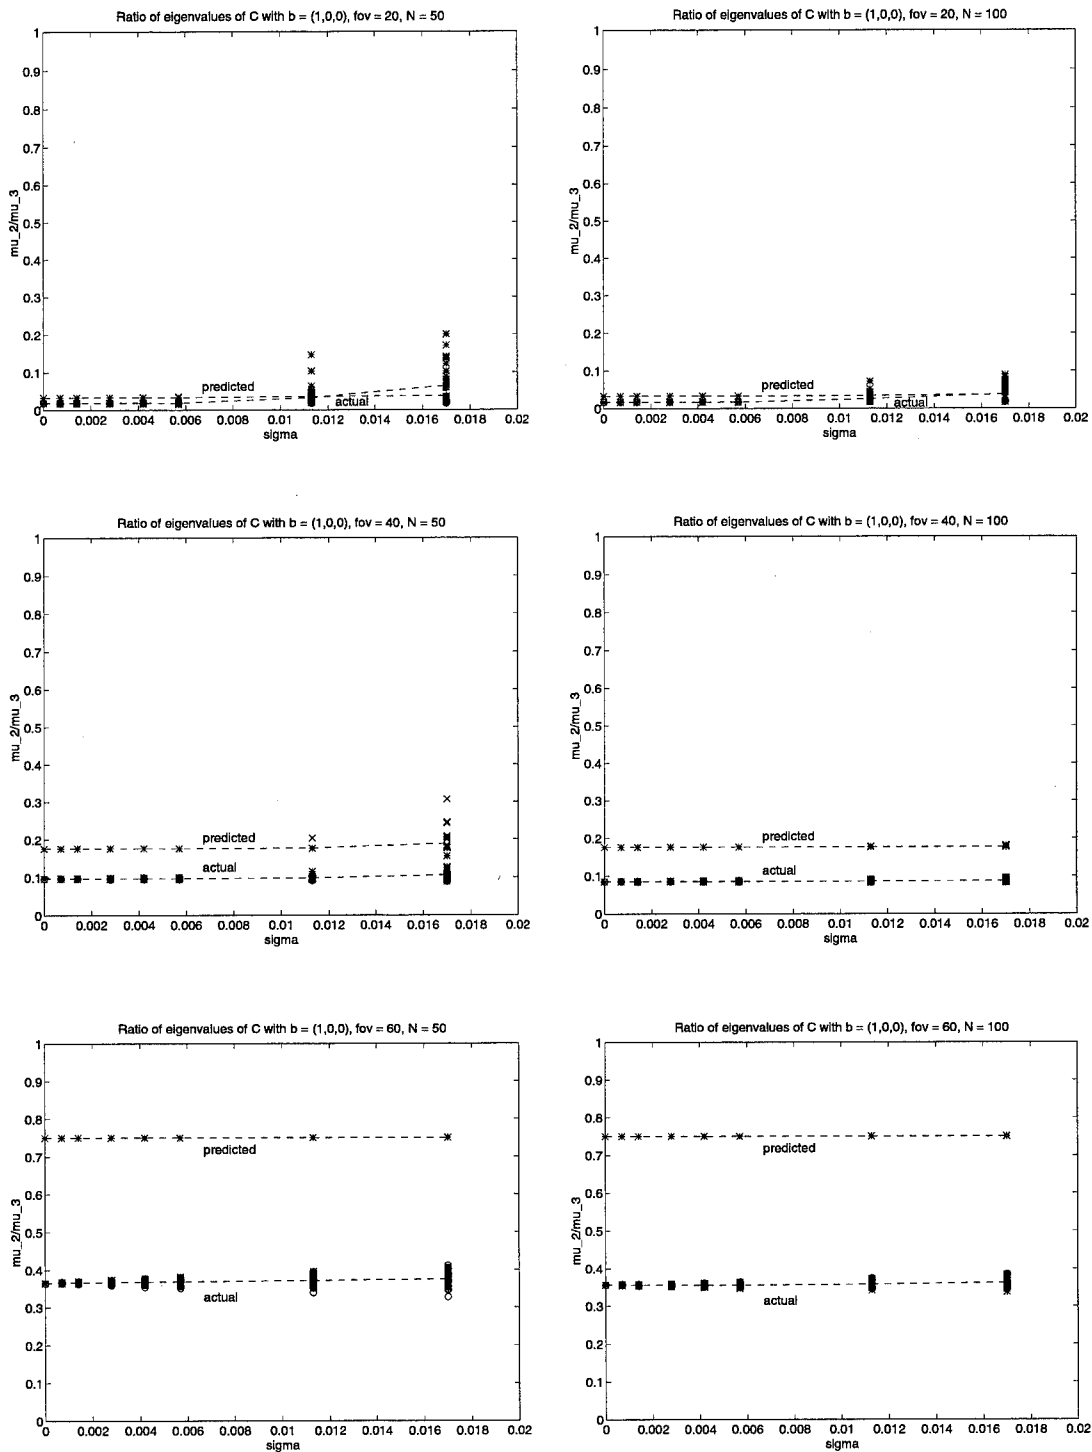 Ratio of eigenvalues of C with b = (1,0,0), fov = 20, N = 50
1
0.9
0.8
0.7
0.6
0.5
0.4
0.3
0.2
0.1
0
mu_2/mu_3
predicted
actual
0 0.002 0.004 0.006 0.008 0.01 0.012 0.014 0.016 0.018 0.02
sigma
Ratio of eigenvalues of C with b = (1,0,0), fov = 20, N = 100
1
0.9
0.8
0.7
0.6
0.5
0.4
0.3
0.2
0.1
0
mu_2/mu_3
predicted
actual
0 0.002 0.004 0.006 0.008 0.01 0.012 0.014 0.016 0.018 0.02
sigma
Ratio of eigenvalues of C with b = (1,0,0), fov = 40, N = 50
1
0.9
0.8
0.7
0.6
0.5
0.4
0.3
0.2
0.1
0
mu_2/mu_3
predicted
actual
0 0.002 0.004 0.006 0.008 0.01 0.012 0.014 0.016 0.018 0.02
sigma
Ratio of eigenvalues of C with b = (1,0,0), fov = 40, N = 100
1
0.9
0.8
0.7
0.6
0.5
0.4
0.3
0.2
0.1
0
mu_2/mu_3
predicted
actual
0 0.002 0.004 0.006 0.008 0.01 0.012 0.014 0.016 0.018 0.02
sigma
Ratio of eigenvalues of C with b = (1,0,0), fov = 60, N = 50
1
0.9
0.8
0.7
0.6
0.5
0.4
0.3
0.2
0.1
0
mu_2/mu_3
predicted
actual
0 0.002 0.004 0.006 0.008 0.01 0.012 0.014 0.016 0.018 0.02
sigma
Ratio of eigenvalues of C with b = (1,0,0), fov = 60, N = 100
1
0.9
0.8
0.7
0.6
0.5
0.4
0.3
0.2
0.1
0
mu_2/mu_3
predicted
actual
0 0.002 0.004 0.006 0.008 0.01 0.012 0.014 0.016 0.018 0.02
sigma